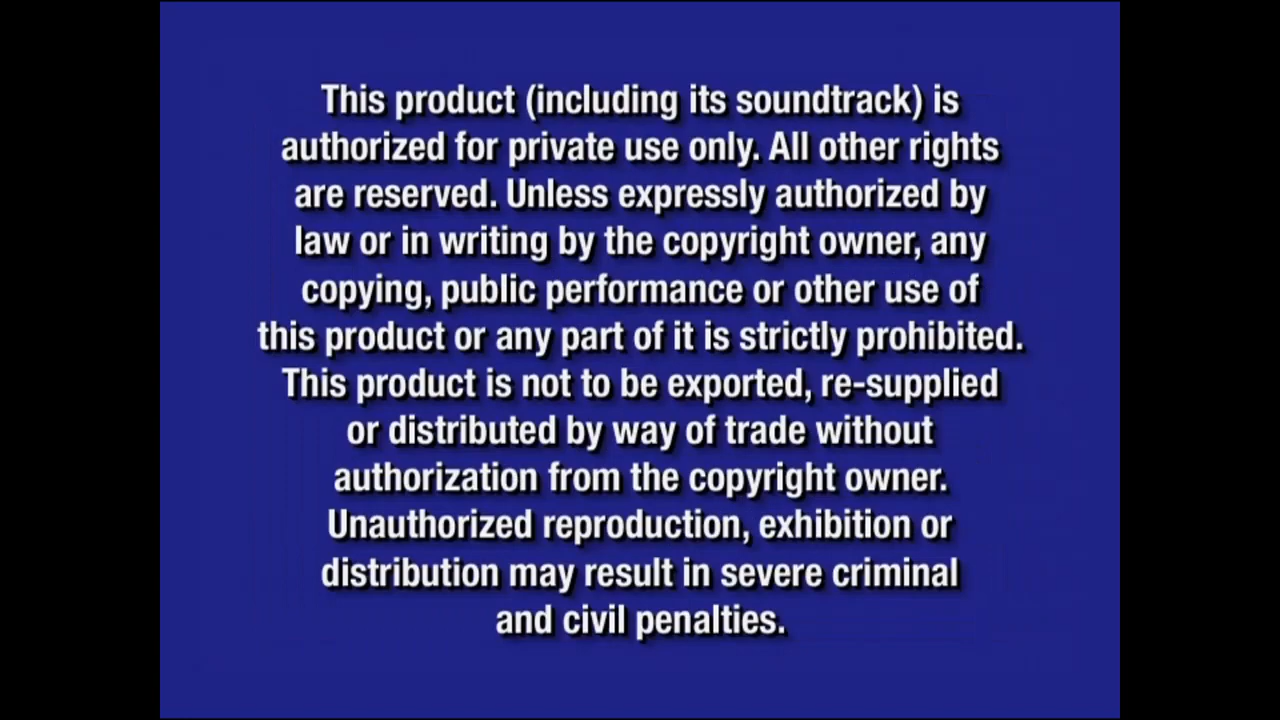 This product (including its soundtrack) is
authorized for private use only. All other rights
are reserved. Unless expressly authorized by
law or in writing by the copyright owner, any
copying, public performance or other use of
this product or any part of it is strictly prohibited.
This product is not to be exported, re-supplied
or distributed by way of trade without
authorization from the copyright owner.
Unauthorized reproduction, exhibition or
distribution may result in severe criminal
and civil penalties.